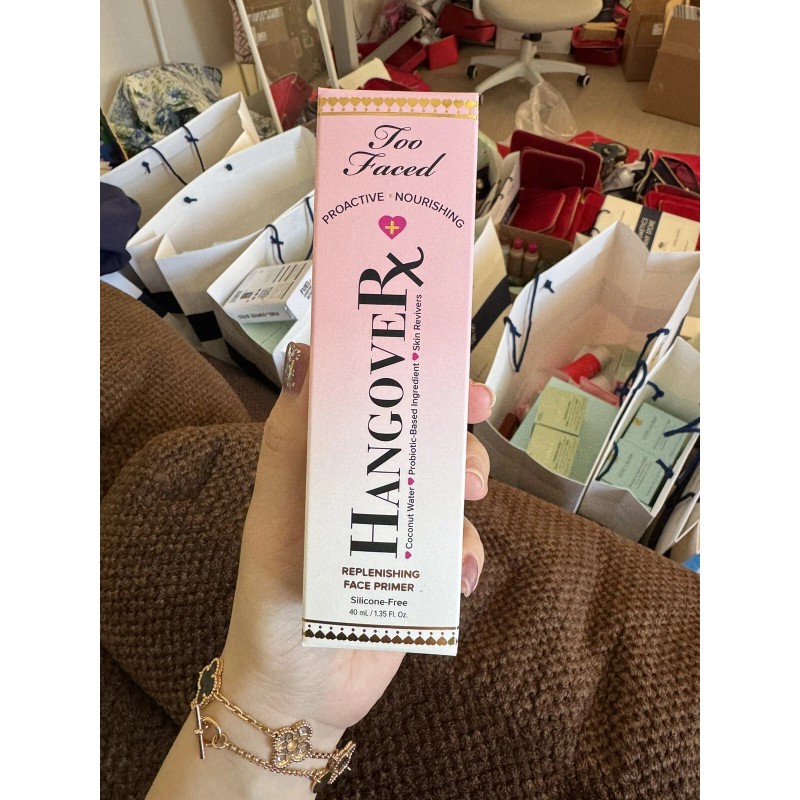 Too
Faced
PROACTIVE NOURISHING
HANGOVERx
Coconut Water Probiotic-Based Ingredient Skin Revivers
REPLENISHING
FACE PRIMER
Silicone-Free
40 mL / 1.35 Fl. Oz.